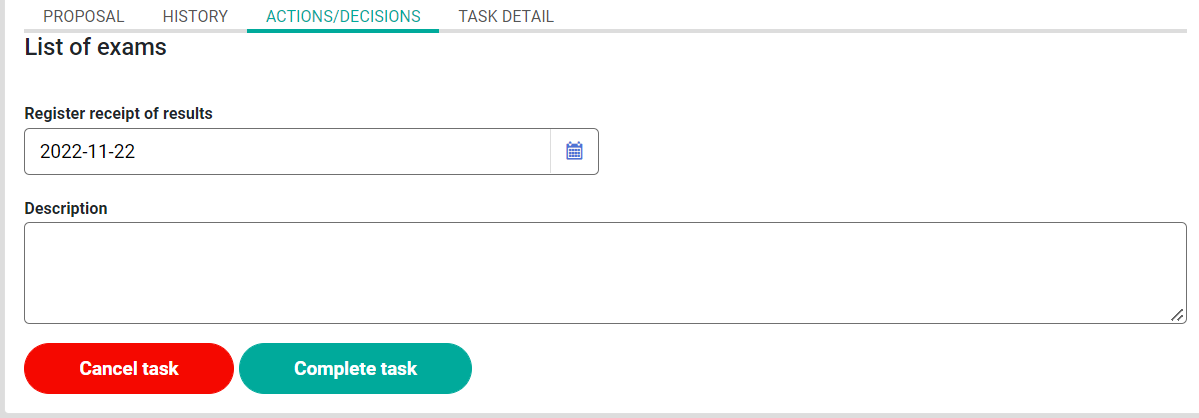 PROPOSAL HISTORY ACTIONS/DECISIONS TASK DETAIL
List of exams
Register receipt of results
2022-11-22
Description
Cancel task Complete task